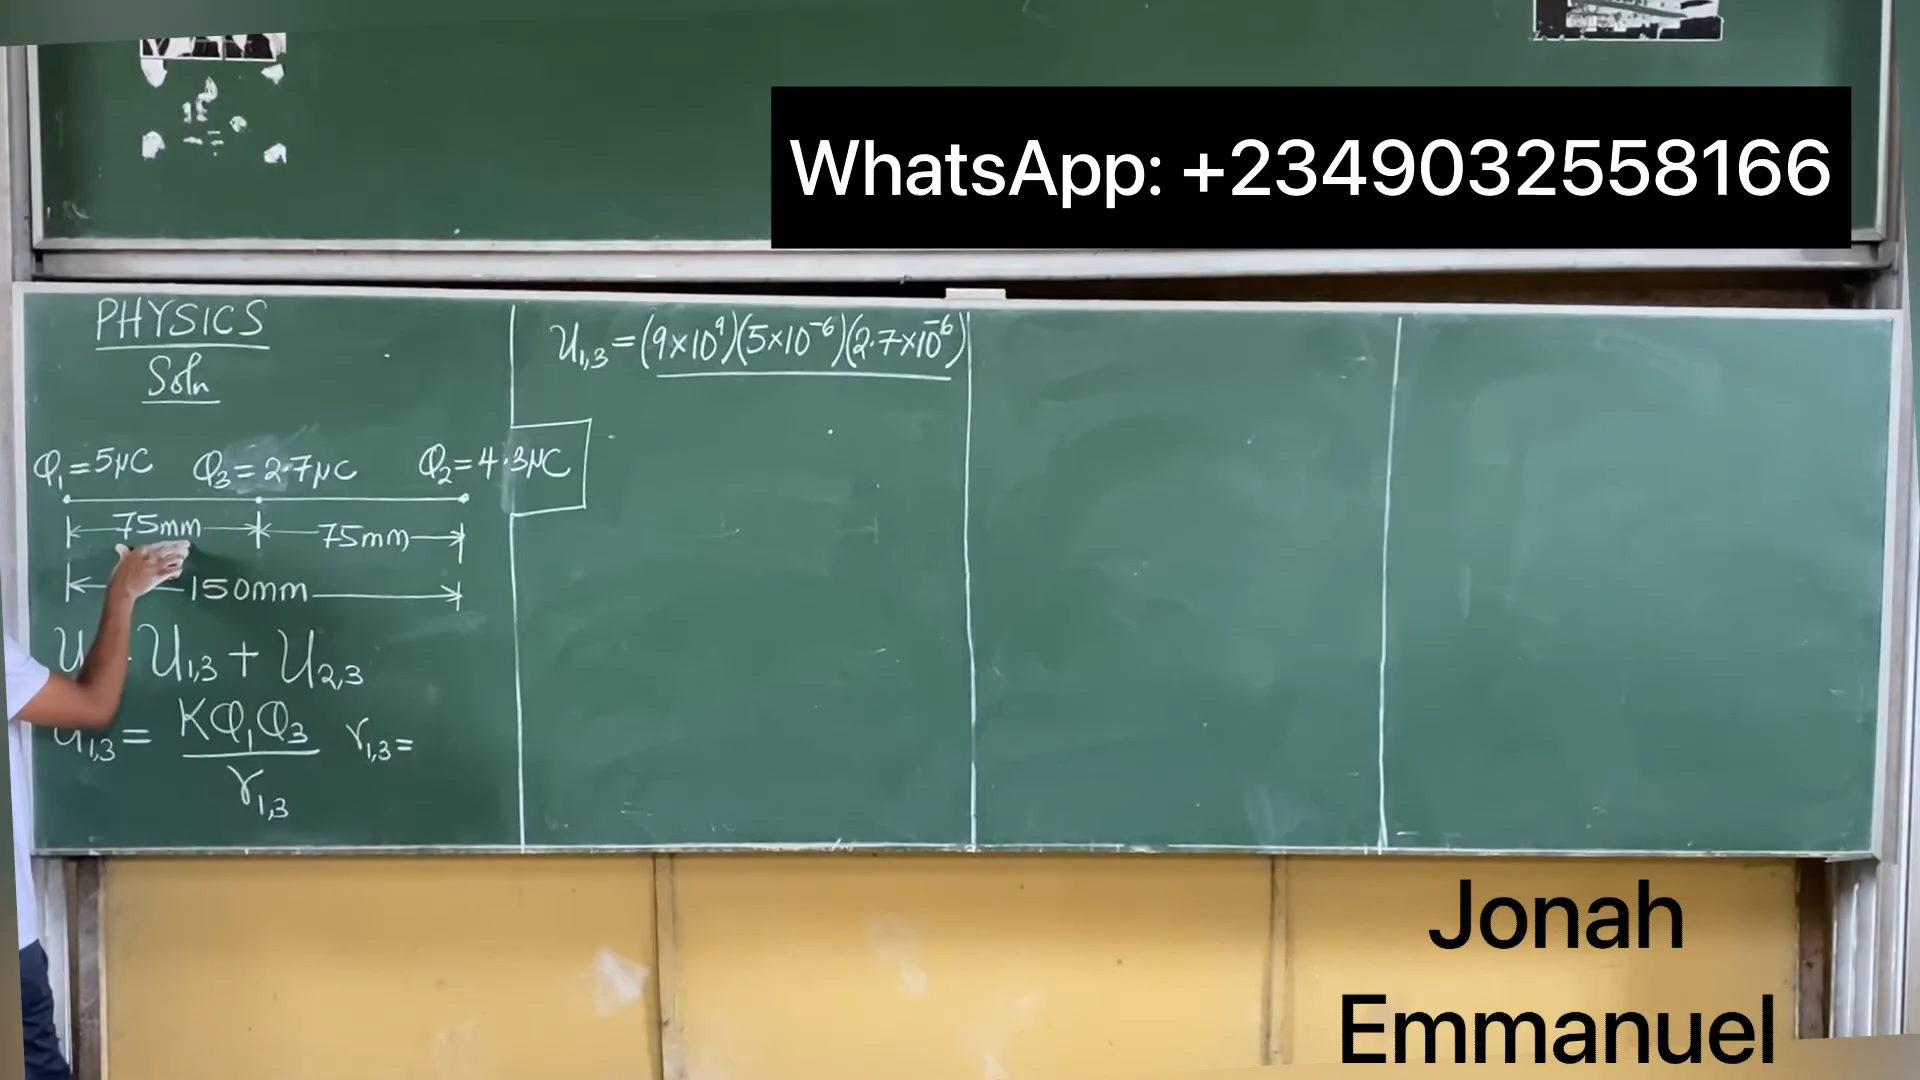 WhatsApp: +2349032558166
PHYSICS
Soln
Q₁=5μC Q₃=2.7μC Q₂=4.3μC
75mm 75mm
150mm
U U₁,₃ + U₂,₃
U₁,₃ = KQ₁Q₃ r₁,₃=
r₁,₃
U₁,₃=(9×10⁹)(5×10⁻⁶)(2.7×10⁻⁶)
Jonah
Emmanuel